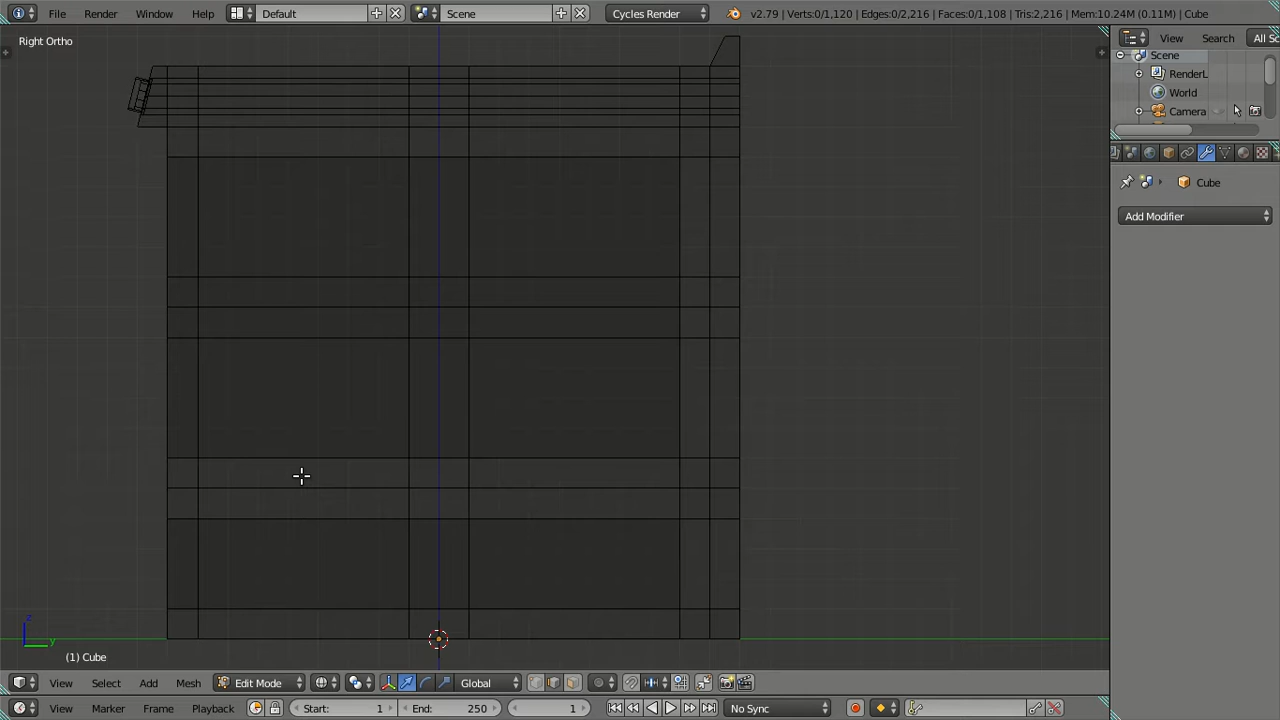 File Render Window Help Default Scene Cycles Render v2.79 | Verts:0/1,120 | Edges:0/2,216 | Faces:0/1,108 | Tris:2,216 | Mem:10.24M (0.11M) | Cube
Right Ortho
View Search All Sc
Scene
RenderL
World
Camera
Cube
Add Modifier
z
y
(1) Cube
View Select Add Mesh Edit Mode Global
View Marker Frame Playback Start: 1 End: 250 1 No Sync